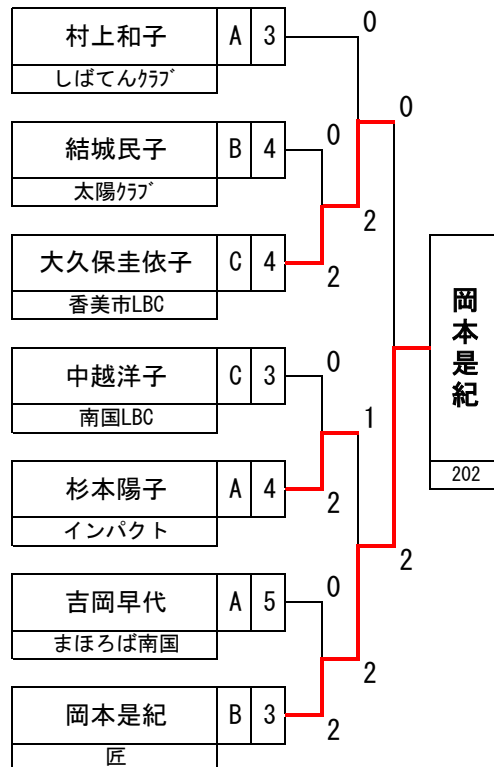 村上和子 A 3
しばてんｸﾗﾌﾞ
0
0
結城民子 B 4
太陽ｸﾗﾌﾞ
0
2
大久保圭依子 C 4
香美市LBC
2
岡本是紀
202
中越洋子 C 3
南国LBC
0
1
杉本陽子 A 4
インパクト
2
2
吉岡早代 A 5
まほろば南国
0
2
岡本是紀 B 3
匠
2